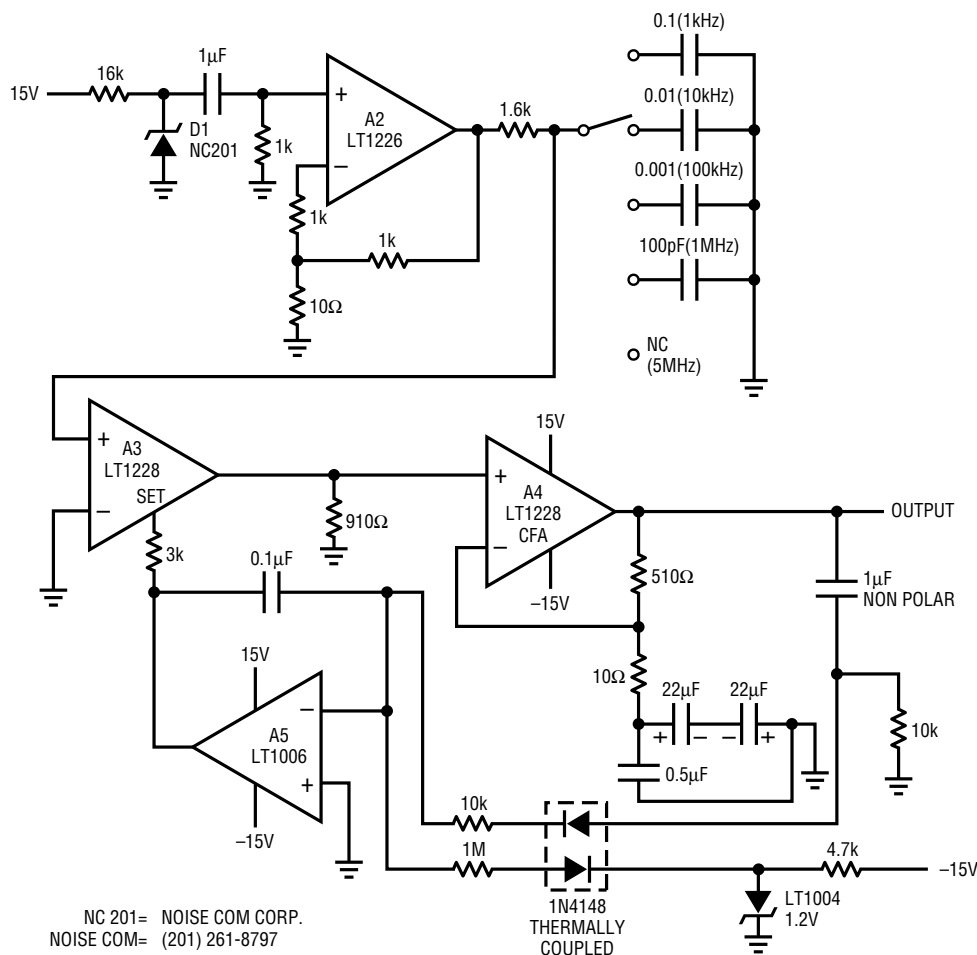 15V
16k
1µF
D1
NC201
1k
+
A2
LT1226
–
1k
1k
10Ω
1.6k
0.1(1kHz)
0.01(10kHz)
0.001(100kHz)
100pF(1MHz)
NC
(5MHz)
+
A3
LT1228
SET
–
3k
910Ω
0.1µF
15V
+
A4
LT1228
CFA
–
–15V
OUTPUT
510Ω
1µF
NON POLAR
10Ω
22µF
22µF
+ – – +
0.5µF
10k
15V
–
A5
LT1006
+
–15V
10k
1M
1N4148
THERMALLY
COUPLED
4.7k
–15V
LT1004
1.2V
NC 201= NOISE COM CORP.
NOISE COM= (201) 261-8797